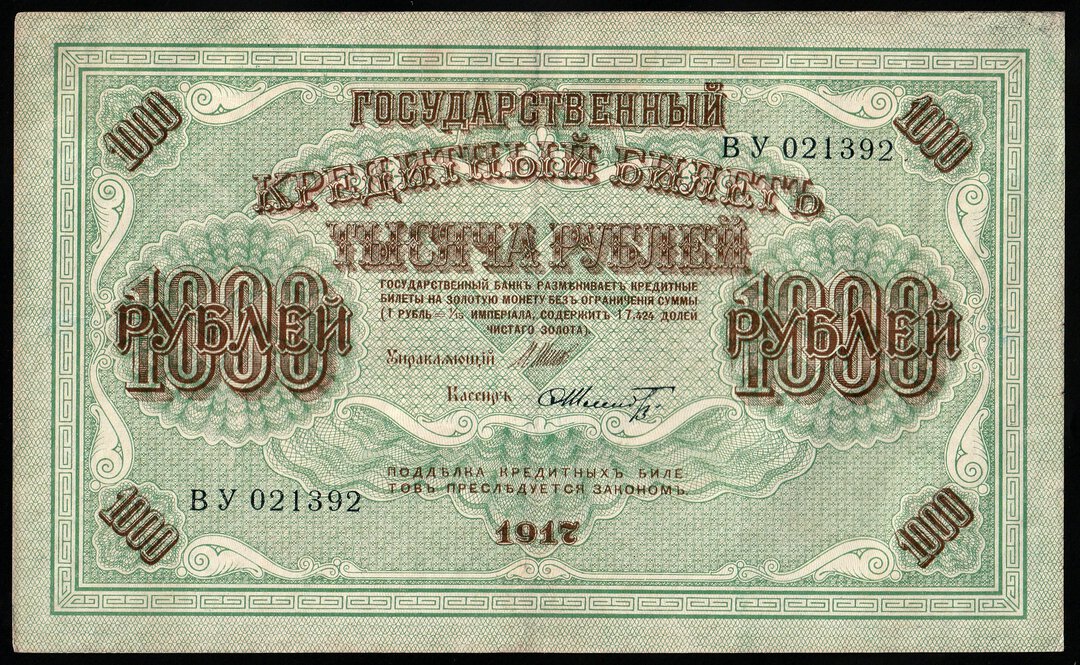 1000
1000
ГОСУДАРСТВЕННЫЙ
ВУ 021392
КРЕДИТНЫЙ БИЛЕТЪ
ТЫСЯЧА РУБЛЕЙ
ГОСУДАРСТВЕННЫЙ БАНКЪ РАЗМѢНИВАЕТЪ КРЕДИТНЫЕ
БИЛЕТЫ НА ЗОЛОТУЮ МОНЕТУ БЕЗЪ ОГРАНИЧЕНІЯ СУММЫ
(1 РУБЛЬ = 1/15 ИМПЕРІАЛА, СОДЕРЖИТЪ 17,424 ДОЛЕЙ
ЧИСТАГО ЗОЛОТА).
1000 РУБЛЕЙ
1000 РУБЛЕЙ
Управляющій
Кассиръ
ПОДДѢЛКА КРЕДИТНЫХЪ БИЛЕ
ТОВЪ ПРЕСЛѢДУЕТСЯ ЗАКОНОМЪ.
ВУ 021392
1917
1000
1000